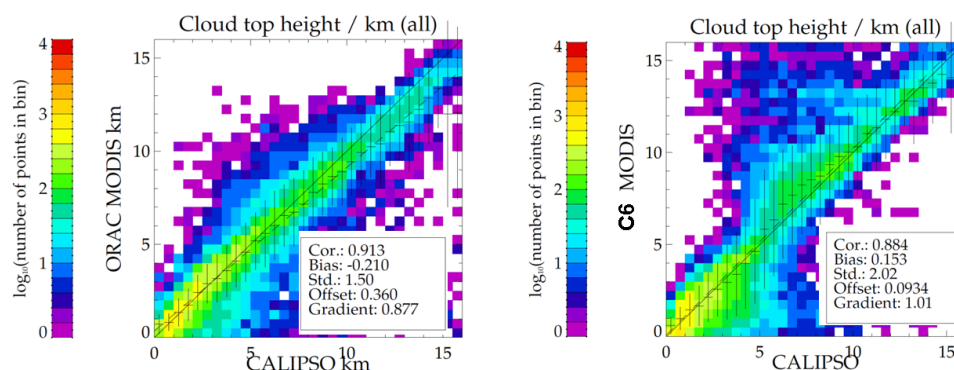 Cloud top height / km (all)
4
3
2
1
0
log₁₀(number of points in bin)
ORAC MODIS km
15
10
5
0
Cor.: 0.913
Bias: -0.210
Std.: 1.50
Offset: 0.360
Gradient: 0.877
0 5 10 15
CALIPSO km
Cloud top height / km (all)
4
3
2
1
0
log₁₀(number of points in bin)
C6 MODIS
15
10
5
0
Cor.: 0.884
Bias: 0.153
Std.: 2.02
Offset: 0.0934
Gradient: 1.01
0 5 10 15
CALIPSO